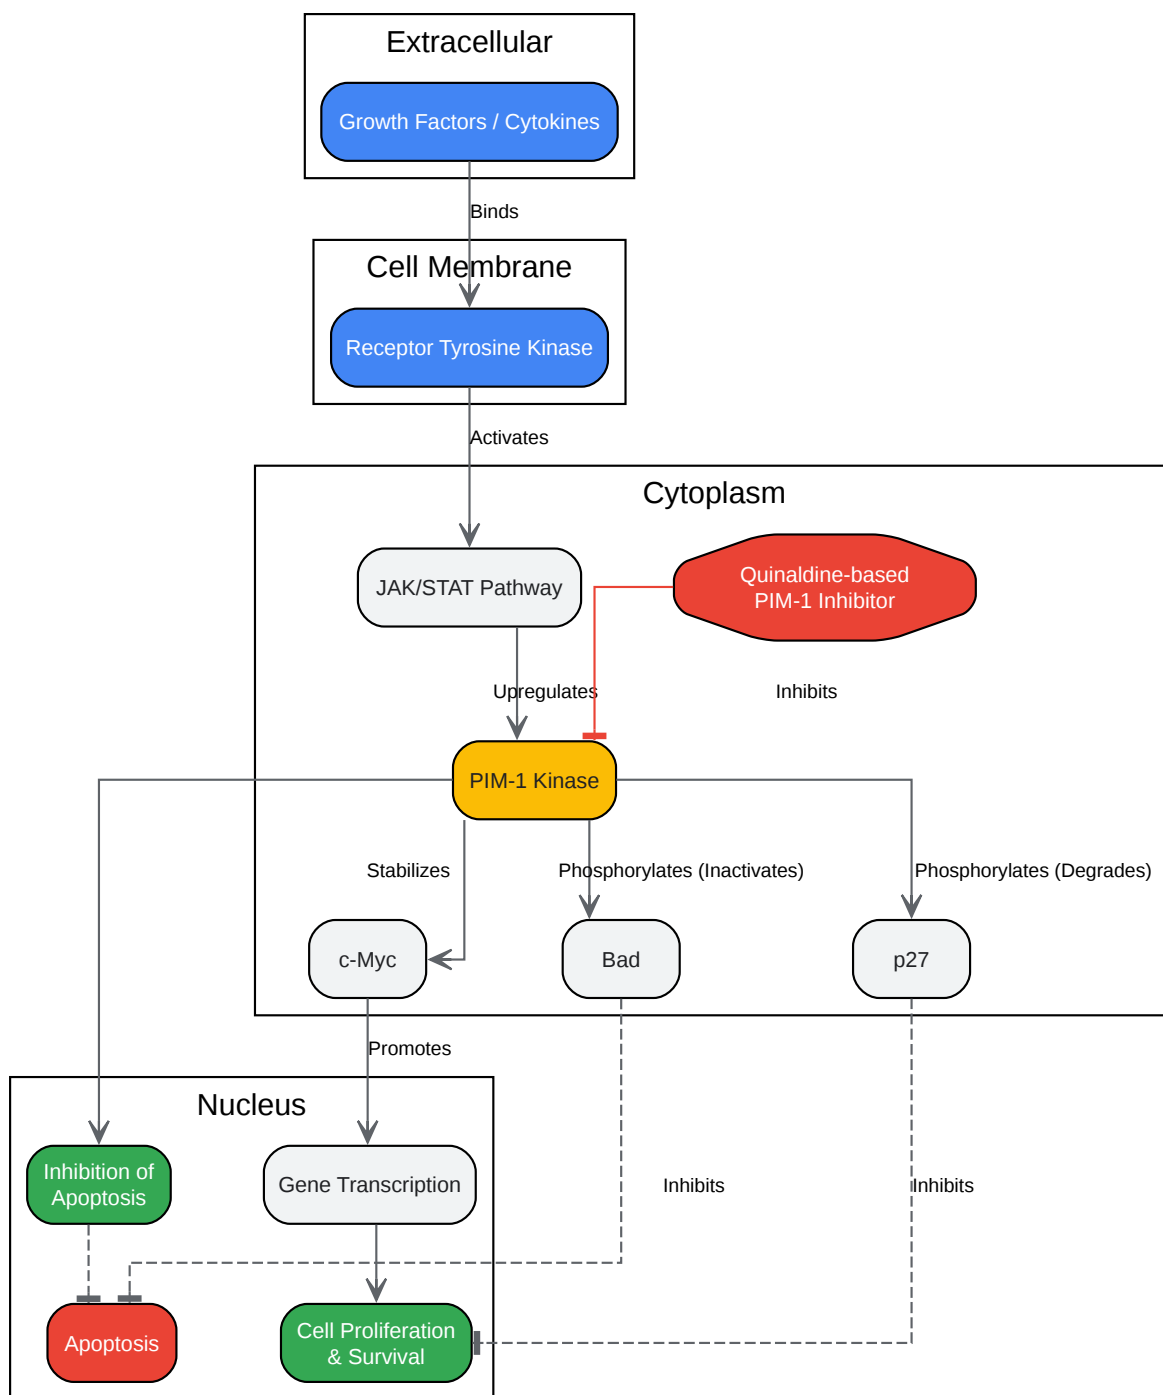 Extracellular
Growth Factors / Cytokines
Binds
Cell Membrane
Receptor Tyrosine Kinase
Activates
Cytoplasm
JAK/STAT Pathway
Quinaldine-based
PIM-1 Inhibitor
Upregulates
Inhibits
PIM-1 Kinase
Stabilizes
Phosphorylates (Inactivates)
Phosphorylates (Degrades)
c-Myc
Bad
p27
Promotes
Nucleus
Inhibition of
Apoptosis
Gene Transcription
Inhibits
Inhibits
Apoptosis
Cell Proliferation
& Survival